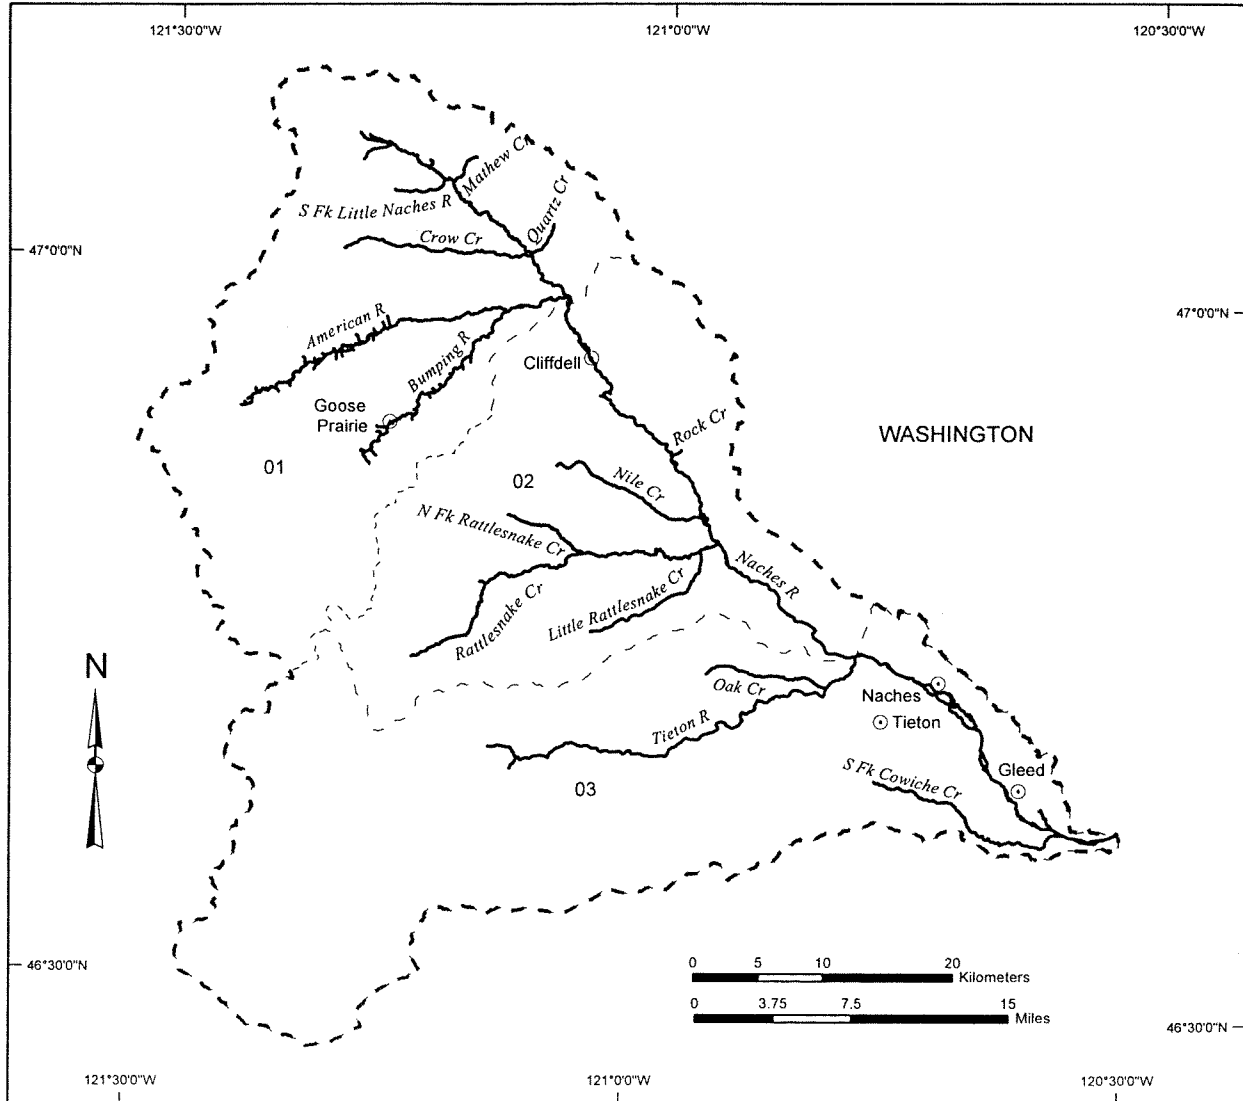 121°30'0"W
121°0'0"W
120°30'0"W
Mathew Cr
S Fk Little Naches R
Quartz Cr
Crow Cr
47°0'0"N
47°0'0"N
American R
Bumping R
Cliffdell
Goose
Prairie
Rock Cr
WASHINGTON
01
02
Nile Cr
N Fk Rattlesnake Cr
Naches R
Little Rattlesnake Cr
Rattlesnake Cr
N
Oak Cr
Naches
Tieton
Tieton R
Gleed
S Fk Cowiche Cr
03
46°30'0"N
0 5 10 20
Kilometers
0 3.75 7.5 15
Miles
46°30'0"N
121°30'0"W
121°0'0"W
120°30'0"W